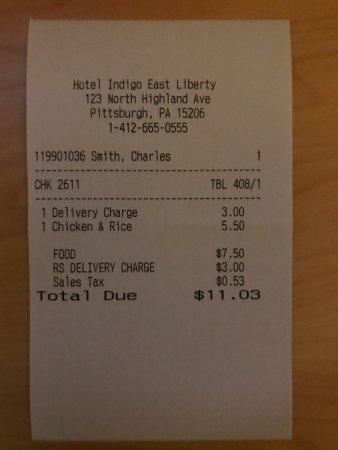 Hotel Indigo East Liberty
123 North Highland Ave
Pittsburgh, PA 15206
1-412-665-0555
119901036 Smith, Charles 1
CHK 2611 TBL 408/1
1 Delivery Charge 3.00
1 Chicken & Rice 5.50
FOOD $7.50
RS DELIVERY CHARGE $3.00
Sales Tax $0.53
Total Due $11.03